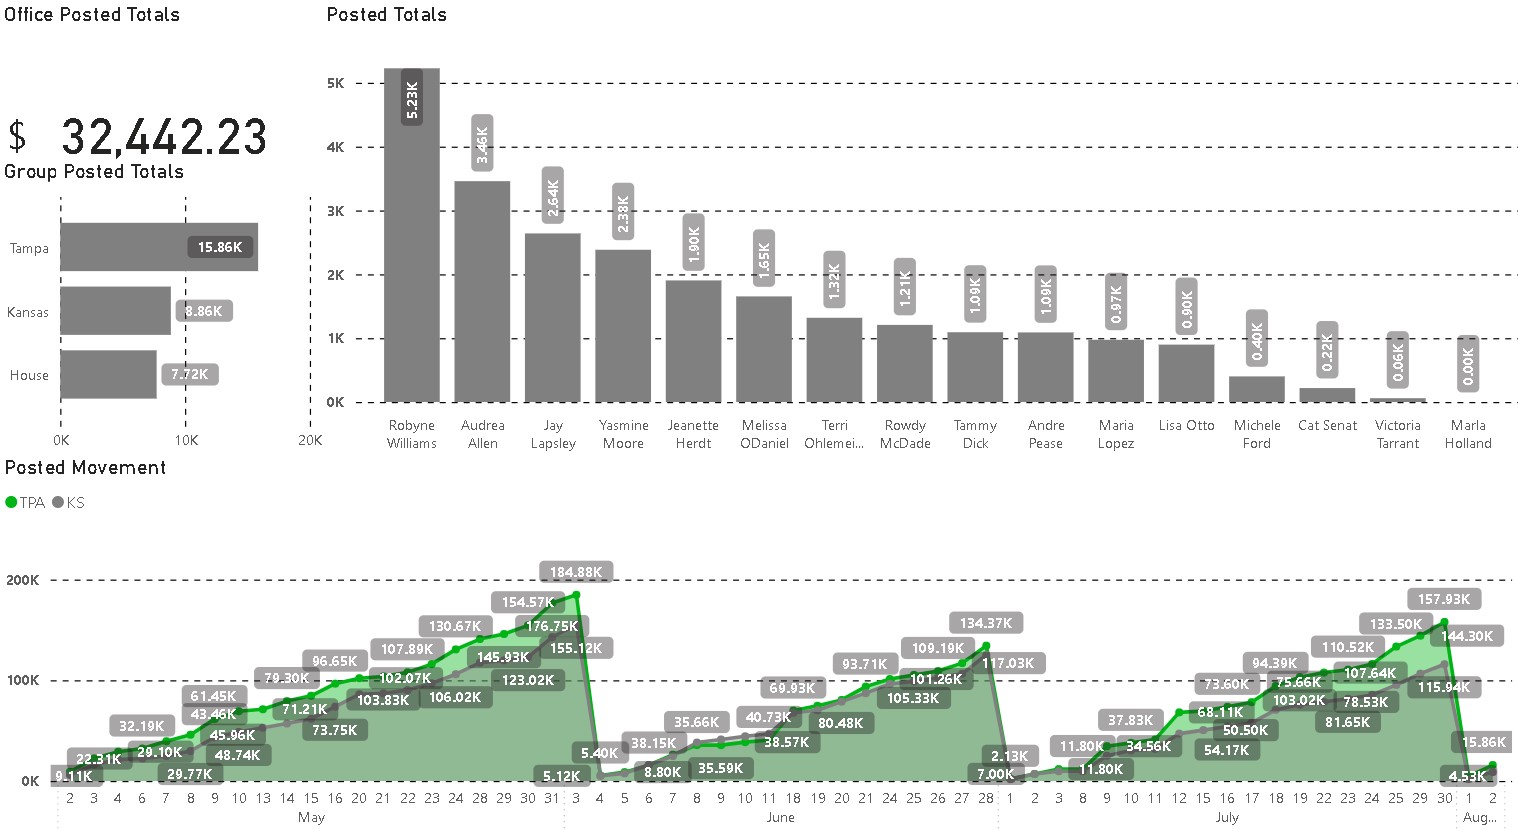 Office Posted Totals
$ 32,442.23
Group Posted Totals
Tampa 15.86K
Kansas 8.86K
House 7.72K
0K 10K 20K
Posted Totals
5K
4K
3K
2K
1K
0K
5.23K
3.46K
2.64K
2.38K
1.90K
1.65K
1.32K
1.21K
1.09K
1.09K
0.97K
0.90K
0.40K
0.22K
0.06K
0.00K
Robyne Williams
Audrea Allen
Jay Lapsley
Yasmine Moore
Jeanette Herdt
Melissa ODaniel
Terri Ohlemei...
Rowdy McDade
Tammy Dick
Andre Pease
Maria Lopez
Lisa Otto
Michele Ford
Cat Senat
Victoria Tarrant
Marla Holland
Posted Movement
TPA KS
200K
100K
0K
9.11K
22.31K
32.19K
29.10K
29.77K
61.45K
43.46K
45.96K
48.74K
79.30K
71.21K
96.65K
73.75K
107.89K
102.07K
103.83K
130.67K
106.02K
154.57K
145.93K
123.02K
184.88K
176.75K
155.12K
5.40K
5.12K
38.15K
8.80K
35.66K
35.59K
40.73K
38.57K
69.93K
80.48K
93.71K
109.19K
101.26K
105.33K
134.37K
117.03K
2.13K
7.00K
11.80K
11.80K
37.83K
34.56K
73.60K
68.11K
54.17K
50.50K
94.39K
75.66K
103.02K
110.52K
107.64K
81.65K
78.53K
133.50K
157.93K
144.30K
115.94K
15.86K
4.53K
2 3 4 6 7 8 9 10 13 14 15 16 20 21 22 23 24 28 29 30 31 3 4 5 6 7 8 9 10 11 18 19 20 21 24 25 26 27 28 1 2 3 8 9 10 11 12 15 16 17 18 19 22 23 24 25 29 30 1 2
May June July Aug...